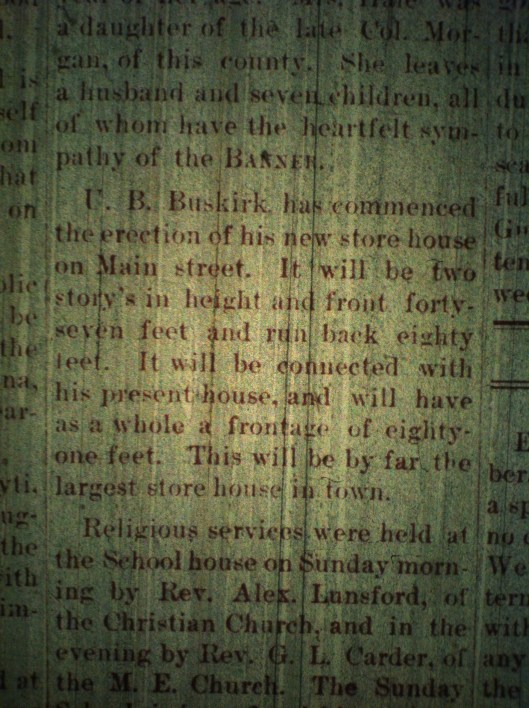 a daughter of the late Col. Mor-
gan, of this county. She leaves
a husband and seven children, all
of whom have the heartfelt sym-
pathy of the BANNER.
U. B. Buskirk has commenced
the erection of his new store house
on Main street. It will be two
story's in height and front forty-
seven feet and run back eighty
feet. It will be connected with
his present house, and will have
as a whole a frontage of eighty-
one feet. This will be by far the
largest store house in town.
Religious services were held at
the School house on Sunday morn-
ing by Rev. Alex. Lunsford, of
the Christian Church, and in the
evening by Rev. G. L. Carder, of
the M. E. Church. The Sunday